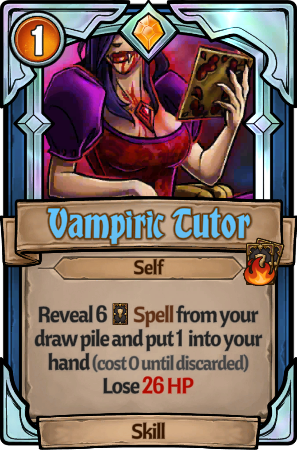 1
Vampiric Tutor
Self
Reveal 6 Spell from your
draw pile and put 1 into your
hand (cost 0 until discarded)
Lose 26 HP
Skill